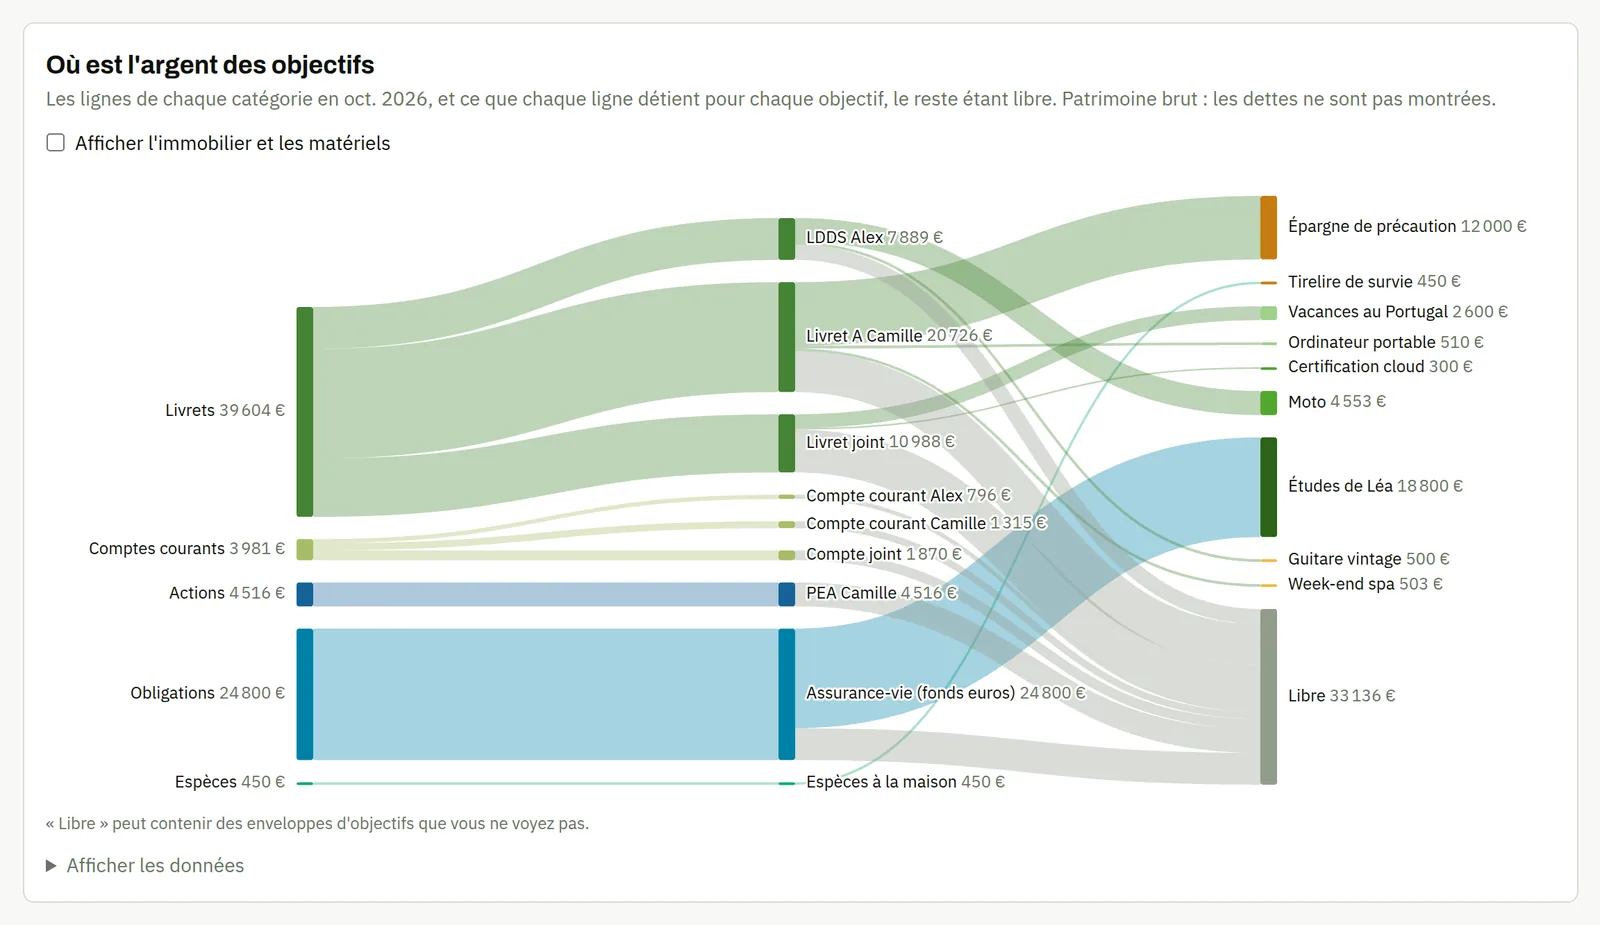 Où est l'argent des objectifs
Les lignes de chaque catégorie en oct. 2026, et ce que chaque ligne détient pour chaque objectif, le reste étant libre. Patrimoine brut : les dettes ne sont pas montrées.
Afficher l'immobilier et les matériels
Livrets 39 604 €
Comptes courants 3 981 €
Actions 4 516 €
Obligations 24 800 €
Espèces 450 €
LDDS Alex 7 889 €
Livret A Camille 20 726 €
Livret joint 10 988 €
Compte courant Alex 796 €
Compte courant Camille 1 315 €
Compte joint 1 870 €
PEA Camille 4 516 €
Assurance-vie (fonds euros) 24 800 €
Espèces à la maison 450 €
Épargne de précaution 12 000 €
Tirelire de survie 450 €
Vacances au Portugal 2 600 €
Ordinateur portable 510 €
Certification cloud 300 €
Moto 4 553 €
Études de Léa 18 800 €
Guitare vintage 500 €
Week-end spa 503 €
Libre 33 136 €
« Libre » peut contenir des enveloppes d'objectifs que vous ne voyez pas.
Afficher les données